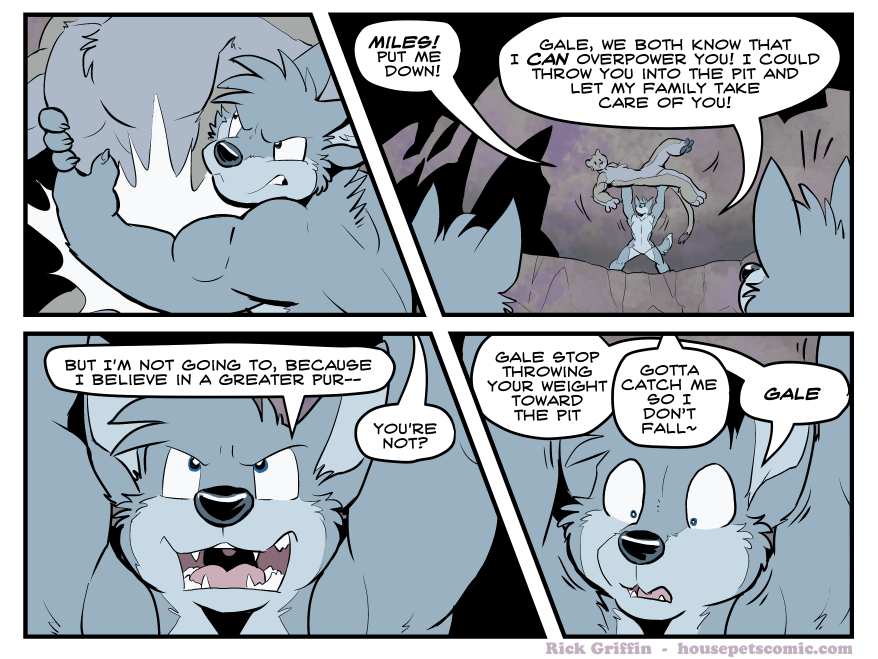 MILES!
PUT ME
DOWN!
GALE, WE BOTH KNOW THAT
I CAN OVERPOWER YOU! I COULD
THROW YOU INTO THE PIT AND
LET MY FAMILY TAKE
CARE OF YOU!
BUT I'M NOT GOING TO, BECAUSE
I BELIEVE IN A GREATER PUR--
YOU'RE
NOT?
GALE STOP
THROWING
YOUR WEIGHT
TOWARD
THE PIT
GOTTA
CATCH ME
SO I
DON'T
FALL~
GALE
Rick Griffin - housepetscomic.com